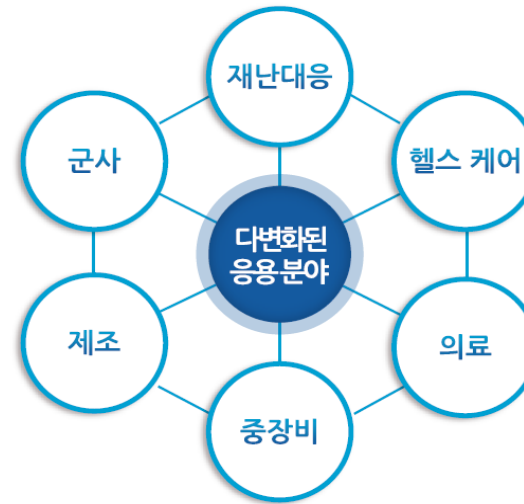 재난대응
군사
헬스 케어
다변화된
응용 분야
제조
의료
중장비